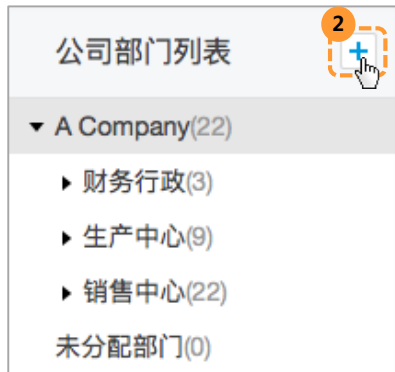 2
公司部门列表 +
A Company(22)
财务行政(3)
生产中心(9)
销售中心(22)
未分配部门(0)